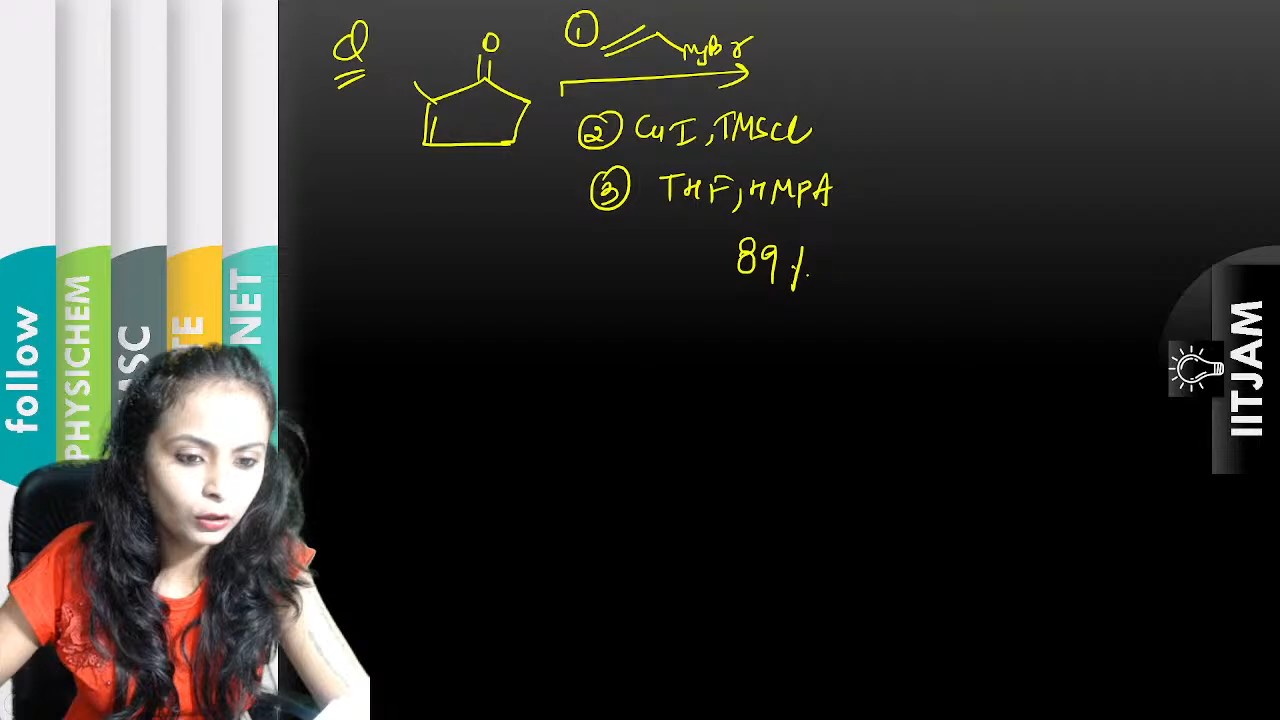 Q
O
① MgBr
② CuI, TMSCl
③ THF, HMPA
89%
follow
PHYSICHEM
NET
IITJAM